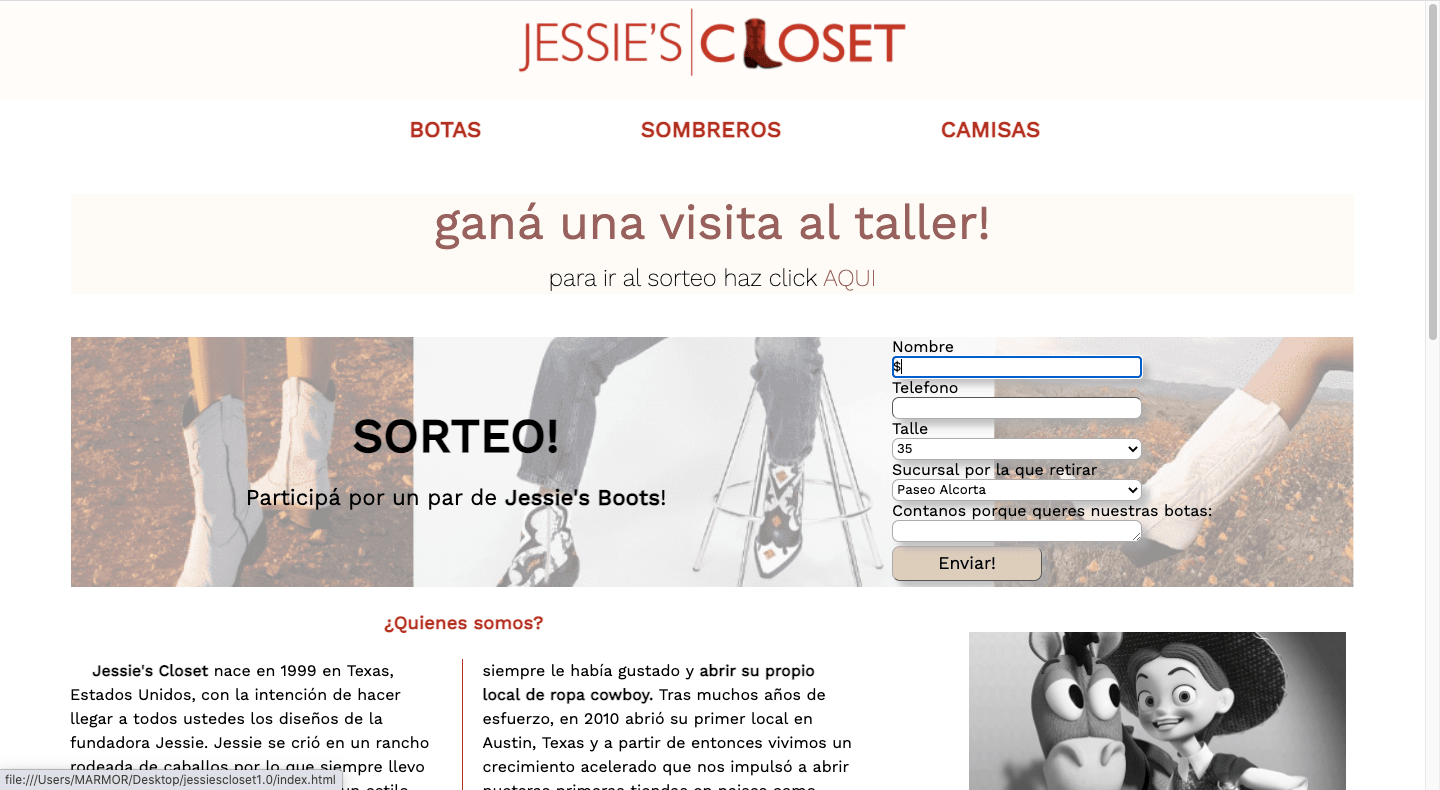 JESSIE'S CLOSET
BOTAS SOMBREROS CAMISAS
ganá una visita al taller!
para ir al sorteo haz click AQUI
SORTEO!
Participá por un par de Jessie's Boots!
Nombre
$
Telefono
Talle
35
Sucursal por la que retirar
Paseo Alcorta
Contanos porque queres nuestras botas:
Enviar!
¿Quienes somos?
Jessie's Closet nace en 1999 en Texas,
Estados Unidos, con la intención de hacer
llegar a todos ustedes los diseños de la
fundadora Jessie. Jessie se crió en un rancho
rodeada de caballos por lo que siempre llevo
un estilo
siempre le había gustado y abrir su propio
local de ropa cowboy. Tras muchos años de
esfuerzo, en 2010 abrió su primer local en
Austin, Texas y a partir de entonces vivimos un
crecimiento acelerado que nos impulsó a abrir
nuestras primeras tiendas en paises como
file:///Users/MARMOR/Desktop/jessiescloset1.0/index.html